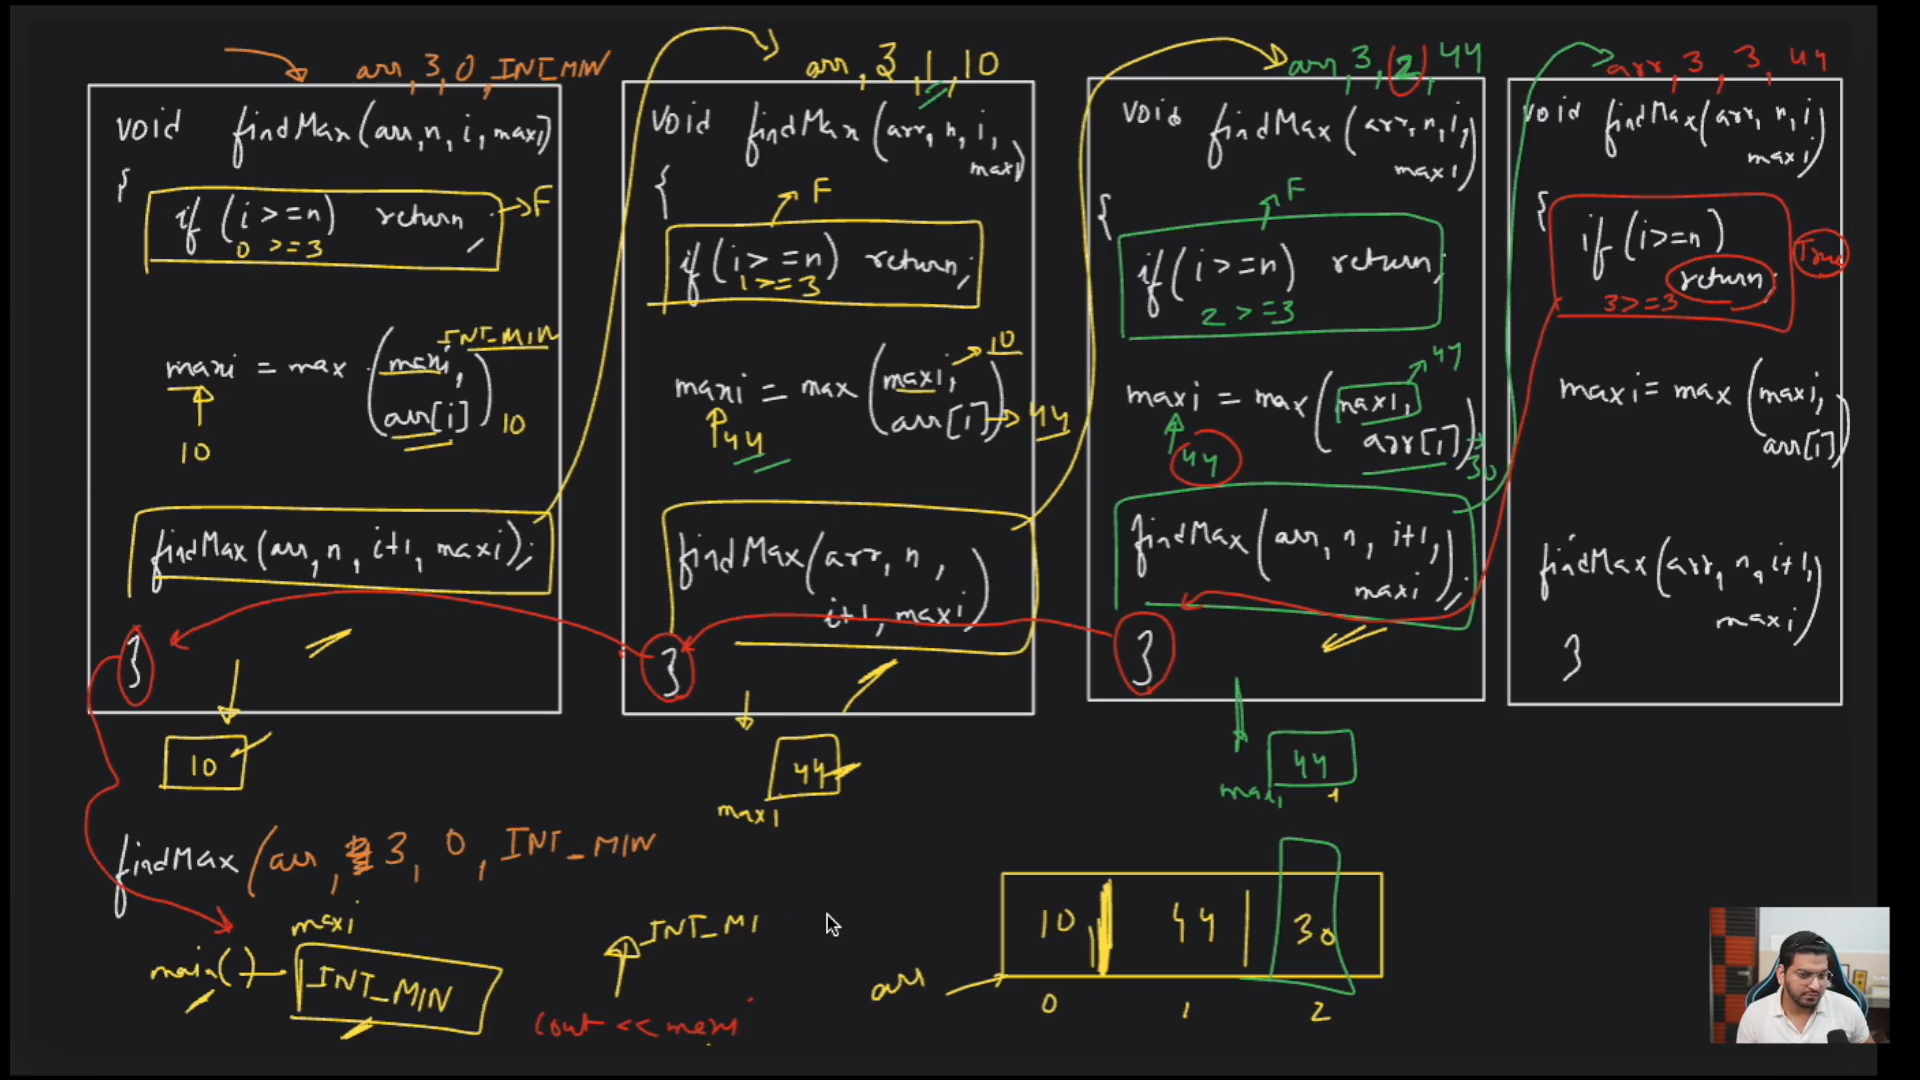 arr, 3, 0, INT_MIN
void findMax(arr, n, i, maxi)
{
if (i >= n) return; → F
0 >= 3
INT_MIN
maxi = max (maxi,
arr[i]) 10
10
findMax(arr, n, i+1, maxi);
}
10
arr, 3, 1, 10
void findMax(arr, n, i,
maxi)
{
F
if (i >= n) return;
1 >= 3
10
maxi = max (maxi,
arr[i]) → 44
44
findMax(arr, n,
i+1, maxi)
}
44
maxi
arr, 3, 2, 44
void findMax(arr, n, i,
maxi)
{
F
if (i >= n) return;
2 >= 3
44
maxi = max (maxi,
arr[i]) → 30
44
findMax(arr, n, i+1,
maxi);
}
44
maxi
arr, 3, 3, 44
void findMax(arr, n, i
maxi)
{
if (i >= n)
return; True
3 >= 3
maxi = max (maxi,
arr[i])
findMax(arr, n, i+1,
maxi)
}
findMax(arr, 3, 0, INT_MIN
maxi
main() INT_MIN
INT_MI
cout << maxi
10 | 44 | 30
arr
0 1 2